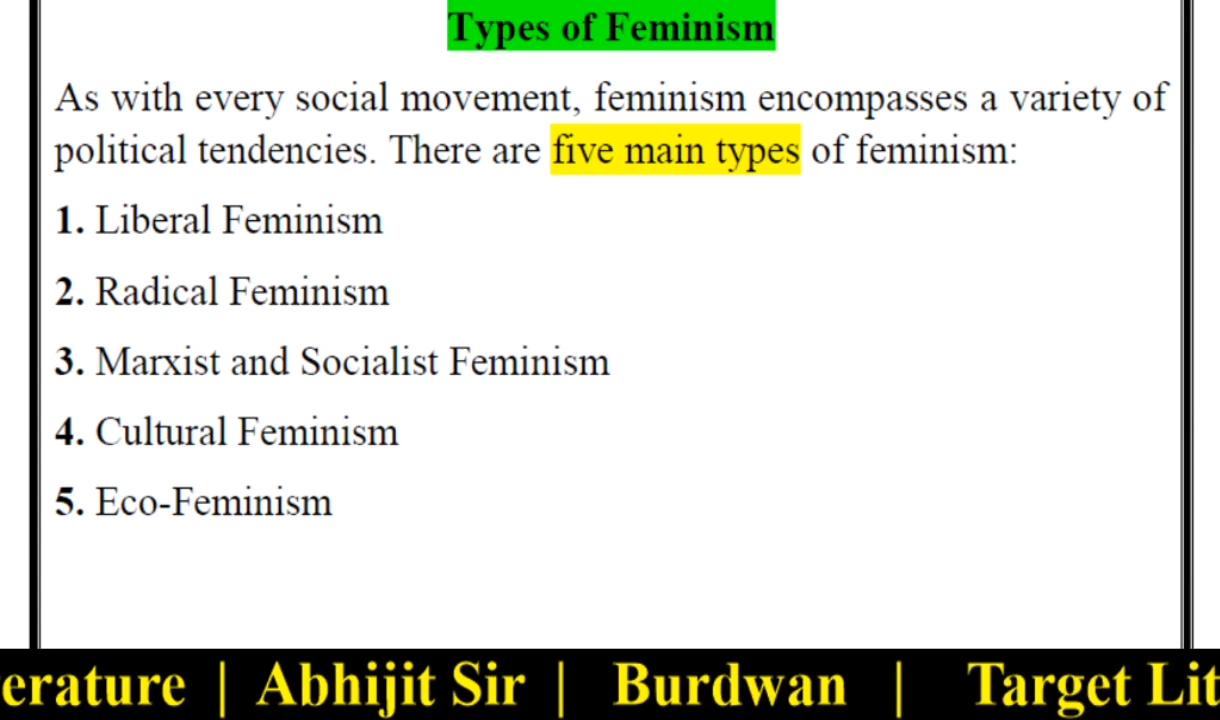 Types of Feminism
As with every social movement, feminism encompasses a variety of
political tendencies. There are five main types of feminism:
1. Liberal Feminism
2. Radical Feminism
3. Marxist and Socialist Feminism
4. Cultural Feminism
5. Eco-Feminism
erature | Abhijit Sir | Burdwan | Target Lit